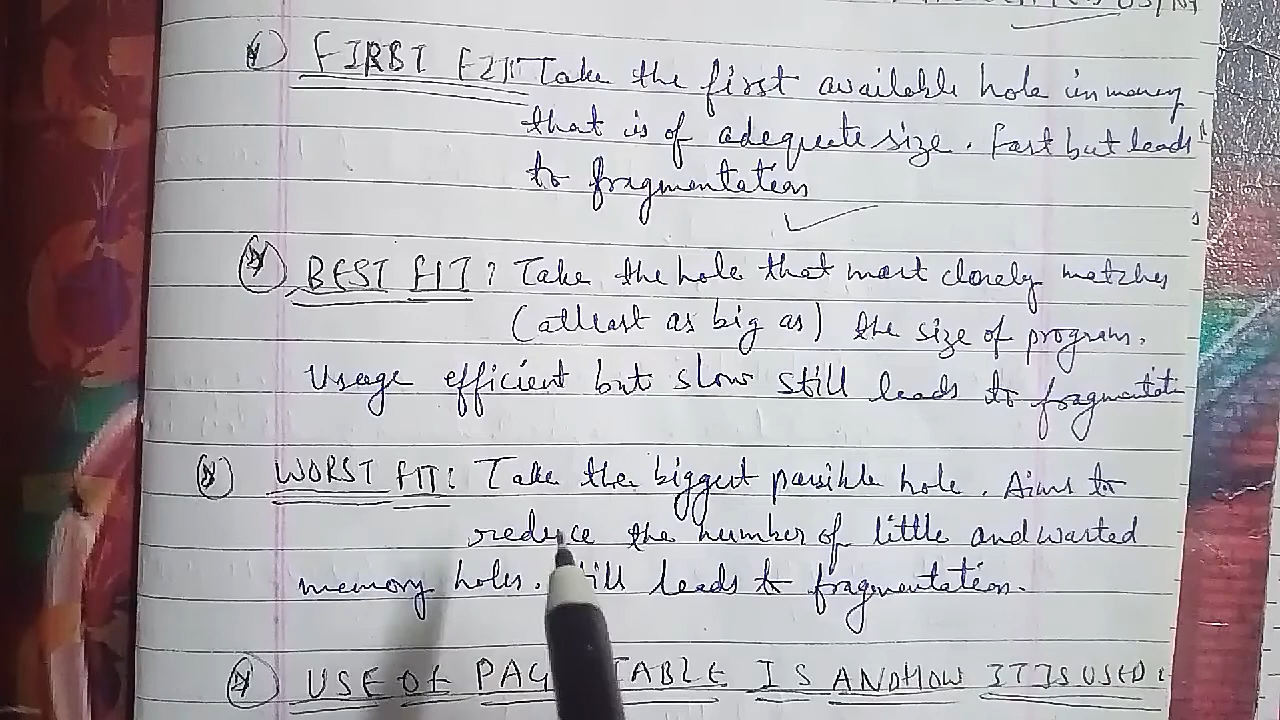 FIRST FIT: Take the first available hole in memory
that is of adequate size. Fast but leads
to fragmentation
BEST FIT: Take the hole that most closely matches
(atleast as big as) the size of program.
Usage efficient but slow still leads to fragmentati
WORST FIT: Take the biggest possible hole. Aims to
reduce the number of little and wasted
memory holes. still leads to fragmentation.
USE OF PAG TABLE IS AND HOW IT IS USED: